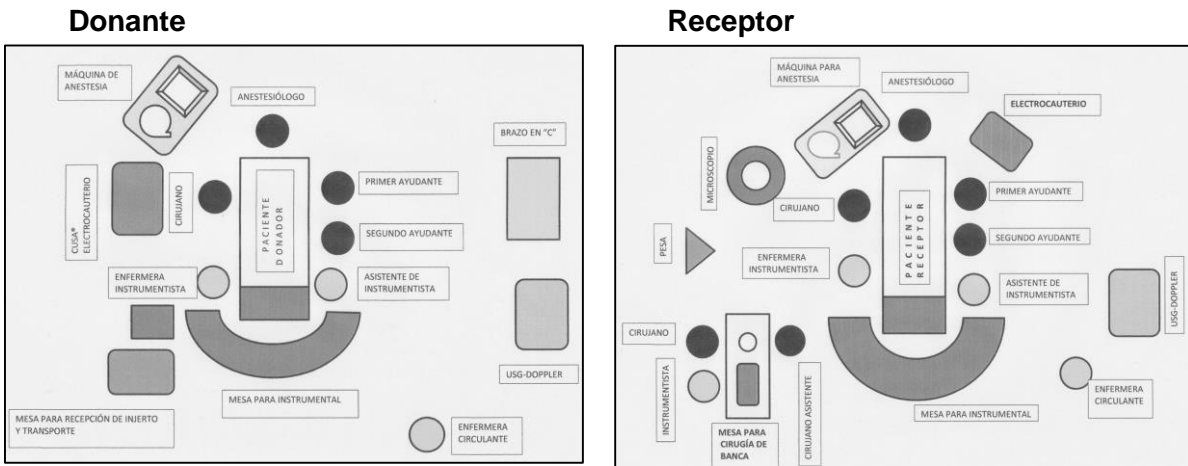 Donante
MÁQUINA DE
ANESTESIA
ANESTESIÓLOGO
BRAZO EN "C"
CUSA®
ELECTROCAUTERIO
CIRUJANO
PACIENTE
DONADOR
PRIMER AYUDANTE
SEGUNDO AYUDANTE
ENFERMERA
INSTRUMENTISTA
ASISTENTE DE
INSTRUMENTISTA
USG-DOPPLER
MESA PARA INSTRUMENTAL
MESA PARA RECEPCIÓN DE INJERTO
Y TRANSPORTE
ENFERMERA
CIRCULANTE
Receptor
MÁQUINA PARA
ANESTESIA
ANESTESIÓLOGO
ELECTROCAUTERIO
MICROSCOPIO
CIRUJANO
PACIENTE
RECEPTOR
PRIMER AYUDANTE
SEGUNDO AYUDANTE
PESA
ENFERMERA
INSTRUMENTISTA
ASISTENTE DE
INSTRUMENTISTA
USG-DOPPLER
CIRUJANO
INSTRUMENTISTA
CIRUJANO ASISTENTE
ENFERMERA
CIRCULANTE
MESA PARA INSTRUMENTAL
MESA PARA
CIRUGÍA DE
BANCA